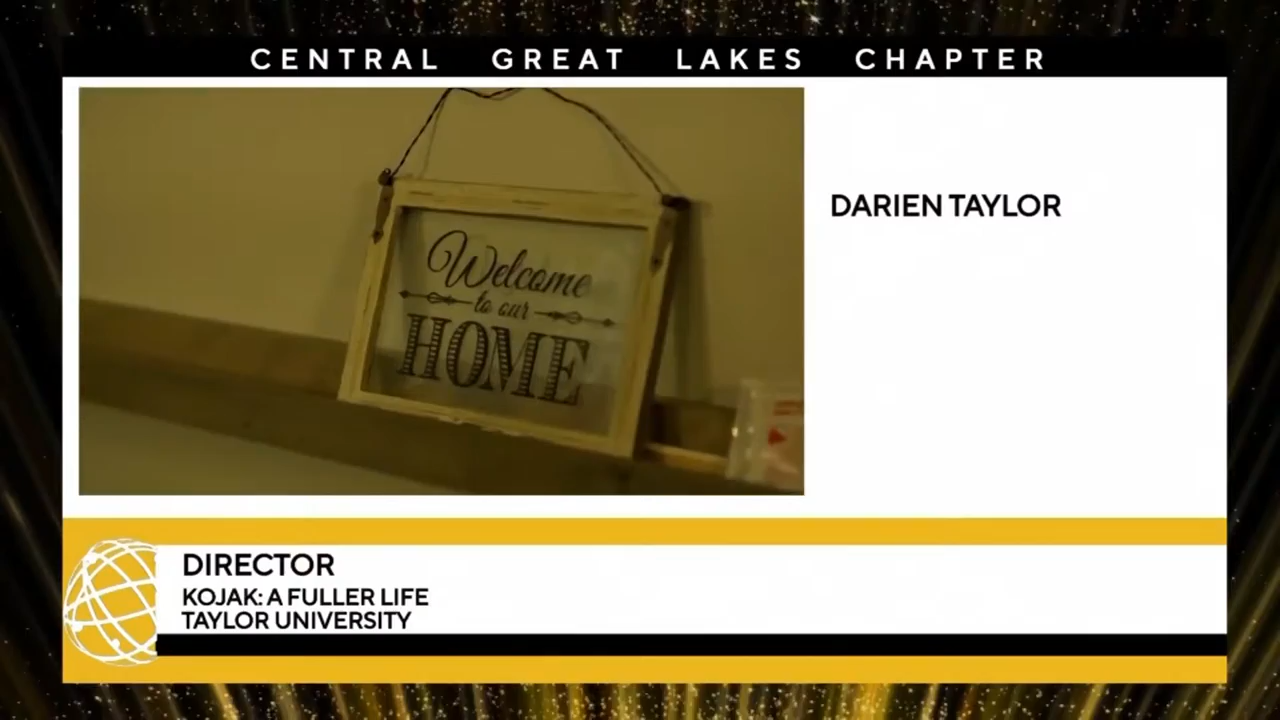 CENTRAL GREAT LAKES CHAPTER
Welcome
to our
HOME
DARIEN TAYLOR
DIRECTOR
KOJAK: A FULLER LIFE
TAYLOR UNIVERSITY